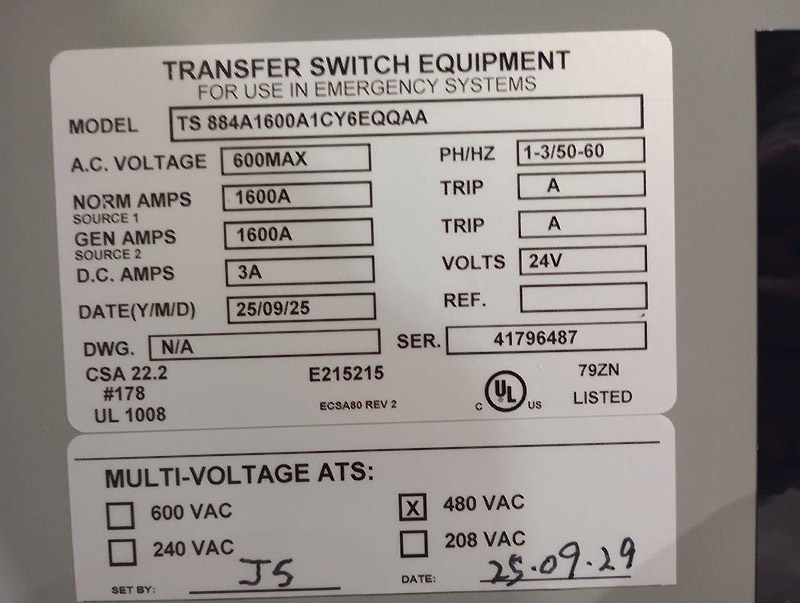 TRANSFER SWITCH EQUIPMENT
FOR USE IN EMERGENCY SYSTEMS
MODEL TS 884A1600A1CY6EQQAA
A.C. VOLTAGE 600MAX PH/HZ 1-3/50-60
NORM AMPS 1600A TRIP A
SOURCE 1
GEN AMPS 1600A TRIP A
SOURCE 2
D.C. AMPS 3A VOLTS 24V
DATE(Y/M/D) 25/09/25 REF.
DWG. N/A SER. 41796487
CSA 22.2 E215215 79ZN
#178 ECSA80 REV 2 C UL US LISTED
UL 1008
MULTI-VOLTAGE ATS:
600 VAC X 480 VAC
240 VAC 208 VAC
SET BY: JS DATE: 25.09.29